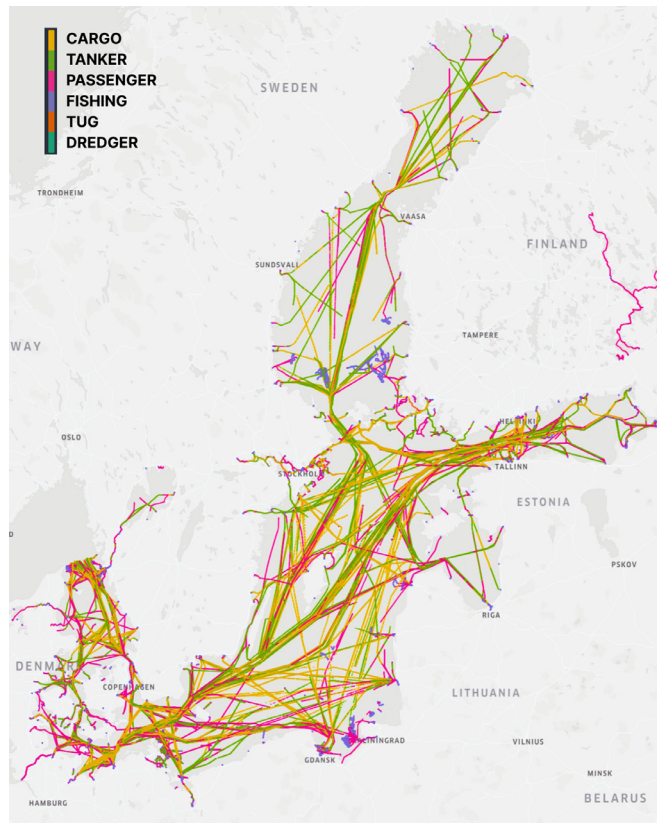 CARGO
TANKER
PASSENGER
FISHING
TUG
DREDGER
SWEDEN
TRONDHEIM
VAASA
FINLAND
SUNDSVALL
WAY
TAMPERE
OSLO
HELSINKI
STOCKHOLM
TALLINN
ESTONIA
PSKOV
RIGA
DENMARK
COPENHAGEN
LITHUANIA
KALININGRAD
VILNIUS
GDANSK
MINSK
HAMBURG
BELARUS